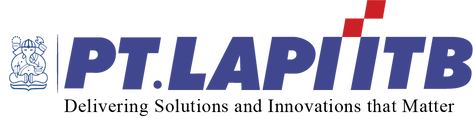 PT.LAPI ITB
Delivering Solutions and Innovations that Matter